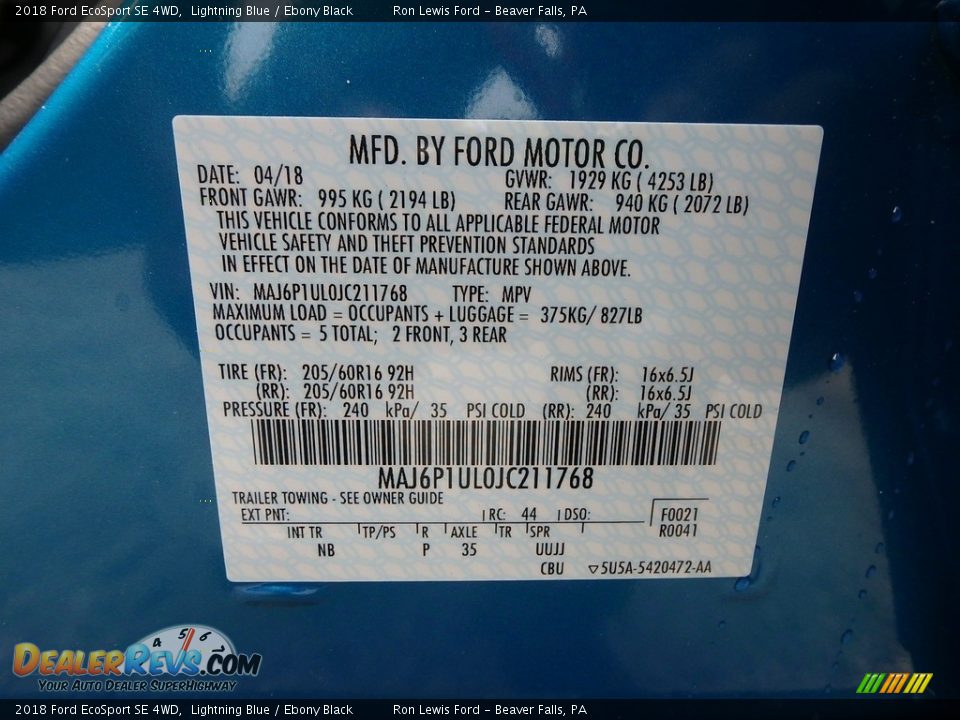 2018 Ford EcoSport SE 4WD, Lightning Blue / Ebony Black Ron Lewis Ford - Beaver Falls, PA
MFD. BY FORD MOTOR CO.
DATE: 04/18 GVWR: 1929 KG ( 4253 LB)
FRONT GAWR: 995 KG ( 2194 LB) REAR GAWR: 940 KG ( 2072 LB)
THIS VEHICLE CONFORMS TO ALL APPLICABLE FEDERAL MOTOR
VEHICLE SAFETY AND THEFT PREVENTION STANDARDS
IN EFFECT ON THE DATE OF MANUFACTURE SHOWN ABOVE.
VIN: MAJ6P1UL0JC211768 TYPE: MPV
MAXIMUM LOAD = OCCUPANTS + LUGGAGE = 375KG/ 827LB
OCCUPANTS = 5 TOTAL; 2 FRONT, 3 REAR
TIRE (FR): 205/60R16 92H RIMS (FR): 16x6.5J
(RR): 205/60R16 92H (RR): 16x6.5J
PRESSURE (FR): 240 kPa/ 35 PSI COLD (RR): 240 kPa/ 35 PSI COLD
MAJ6P1UL0JC211768
TRAILER TOWING - SEE OWNER GUIDE
EXT PNT: RC: 44 DSO: F0021
INT TR TP/PS R AXLE TR SPR R0041
NB P 35 UUJJ
CBU ▽5U5A-5420472-AA
4 5 6
DEALERREVS.COM
YOUR AUTO DEALER SUPERHIGHWAY
2018 Ford EcoSport SE 4WD, Lightning Blue / Ebony Black Ron Lewis Ford - Beaver Falls, PA